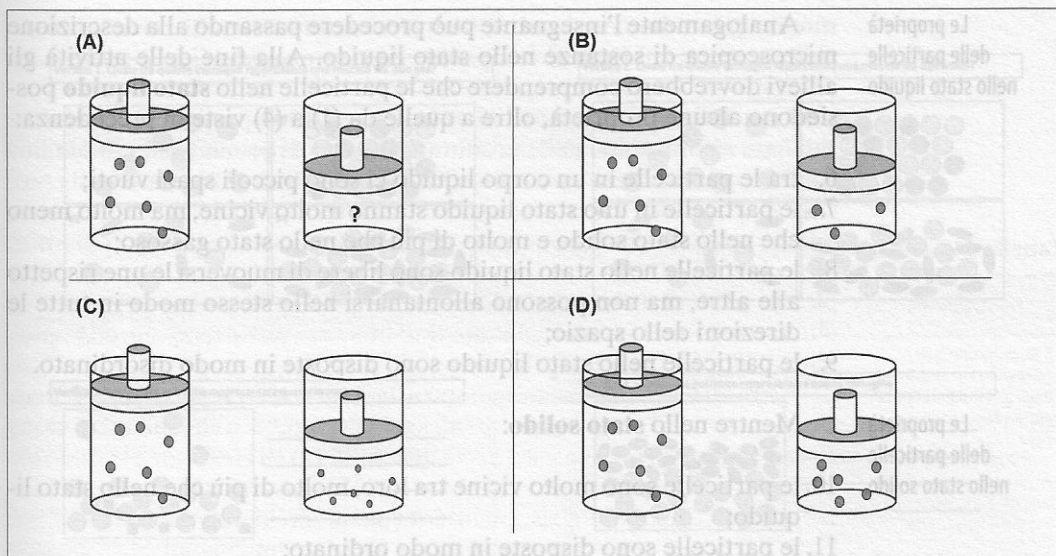 (A)
(B)
?
(C)
(D)
Le proprietà
delle particelle
nello stato liquido
Analogamente l'insegnante può procedere passando alla descrizione
microscopica di sostanze nello stato liquido. Alla fine delle attività gli
allievi dovrebbero comprendere che le particelle nello stato liquido pos-
siedono alcune proprietà, oltre a quelle da (1) a (4) viste in precedenza:
6. tra le particelle in un corpo liquido ci sono piccoli spazi vuoti;
7. le particelle in uno stato liquido stanno molto vicine, ma molto meno
che nello stato solido e molto di più che nello stato gassoso;
8. le particelle nello stato liquido sono libere di muoversi le une rispetto
alle altre, ma non possono allontanarsi nello stesso modo in tutte le
direzioni dello spazio;
9. le particelle nello stato liquido sono disposte in modo disordinato.
Le proprietà
delle particelle
nello stato solido
Mentre nello stato solido:
le particelle sono molto vicine tra loro, molto di più che nello stato li-
quido;
11. le particelle sono disposte in modo ordinato;